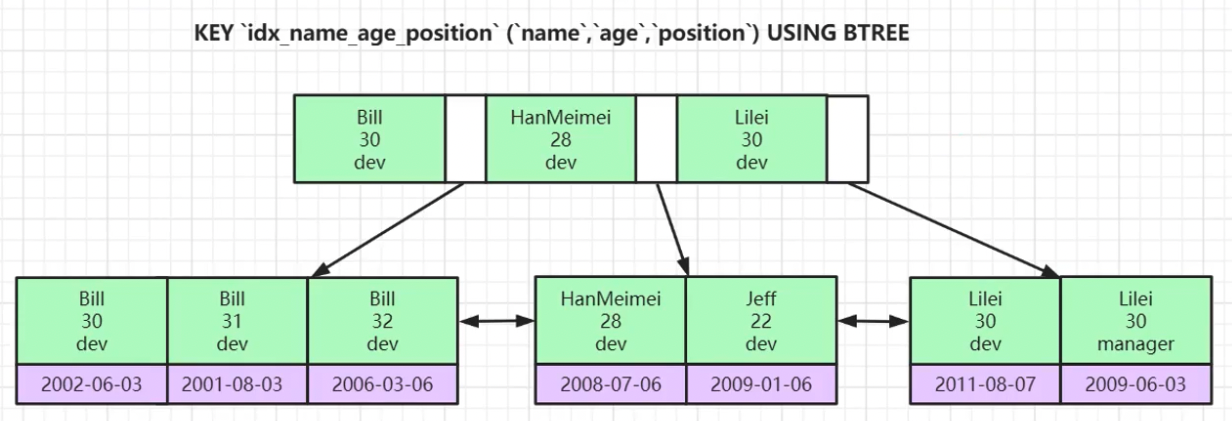 KEY `idx_name_age_position` (`name`,`age`,`position`) USING BTREE
Bill
30
dev
HanMeimei
28
dev
Lilei
30
dev
Bill
30
dev
2002-06-03
Bill
31
dev
2001-08-03
Bill
32
dev
2006-03-06
HanMeimei
28
dev
2008-07-06
Jeff
22
dev
2009-01-06
Lilei
30
dev
2011-08-07
Lilei
30
manager
2009-06-03